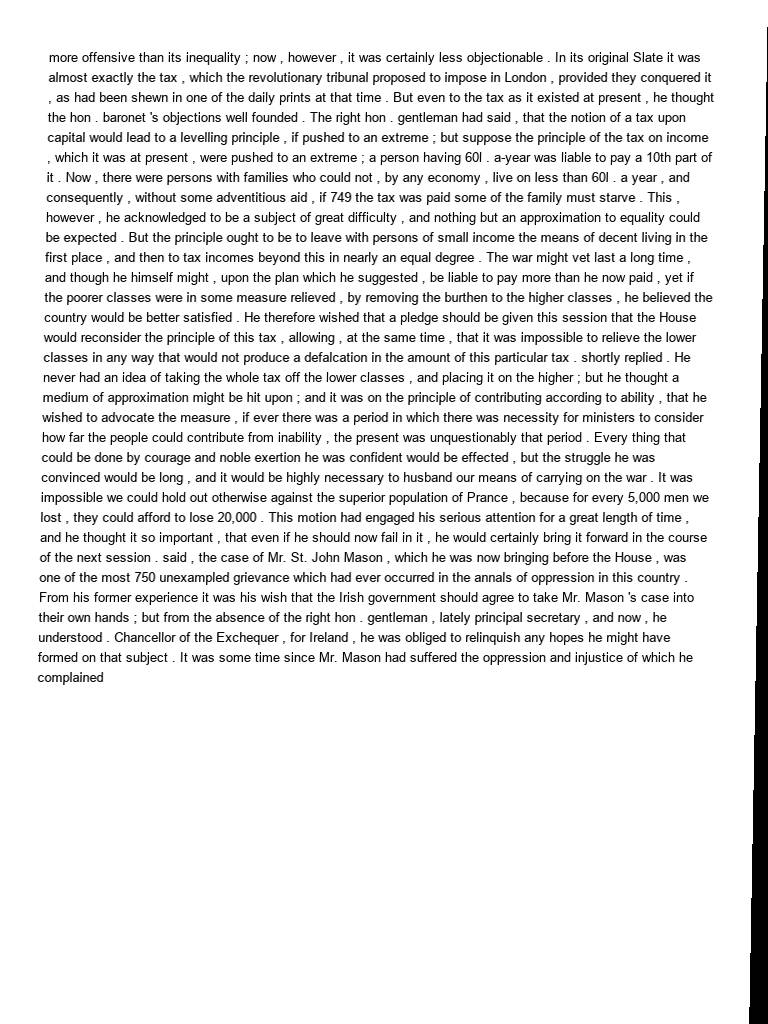 more offensive than its inequality ; now , however , it was certainly less objectionable . In its original Slate it was
almost exactly the tax , which the revolutionary tribunal proposed to impose in London , provided they conquered it
, as had been shewn in one of the daily prints at that time . But even to the tax as it existed at present , he thought
the hon . baronet 's objections well founded . The right hon . gentleman had said , that the notion of a tax upon
capital would lead to a levelling principle , if pushed to an extreme ; but suppose the principle of the tax on income
, which it was at present , were pushed to an extreme ; a person having 60l . a-year was liable to pay a 10th part of
it . Now , there were persons with families who could not , by any economy , live on less than 60l . a year , and
consequently , without some adventitious aid , if 749 the tax was paid some of the family must starve . This ,
however , he acknowledged to be a subject of great difficulty , and nothing but an approximation to equality could
be expected . But the principle ought to be to leave with persons of small income the means of decent living in the
first place , and then to tax incomes beyond this in nearly an equal degree . The war might vet last a long time ,
and though he himself might , upon the plan which he suggested , be liable to pay more than he now paid , yet if
the poorer classes were in some measure relieved , by removing the burthen to the higher classes , he believed the
country would be better satisfied . He therefore wished that a pledge should be given this session that the House
would reconsider the principle of this tax , allowing , at the same time , that it was impossible to relieve the lower
classes in any way that would not produce a defalcation in the amount of this particular tax . shortly replied . He
never had an idea of taking the whole tax off the lower classes , and placing it on the higher ; but he thought a
medium of approximation might be hit upon ; and it was on the principle of contributing according to ability , that he
wished to advocate the measure , if ever there was a period in which there was necessity for ministers to consider
how far the people could contribute from inability , the present was unquestionably that period . Every thing that
could be done by courage and noble exertion he was confident would be effected , but the struggle he was
convinced would be long , and it would be highly necessary to husband our means of carrying on the war . It was
impossible we could hold out otherwise against the superior population of Prance , because for every 5,000 men we
lost , they could afford to lose 20,000 . This motion had engaged his serious attention for a great length of time ,
and he thought it so important , that even if he should now fail in it , he would certainly bring it forward in the course
of the next session . said , the case of Mr. St. John Mason , which he was now bringing before the House , was
one of the most 750 unexampled grievance which had ever occurred in the annals of oppression in this country .
From his former experience it was his wish that the Irish government should agree to take Mr. Mason 's case into
their own hands ; but from the absence of the right hon . gentleman , lately principal secretary , and now , he
understood . Chancellor of the Exchequer , for Ireland , he was obliged to relinquish any hopes he might have
formed on that subject . It was some time since Mr. Mason had suffered the oppression and injustice of which he
complained